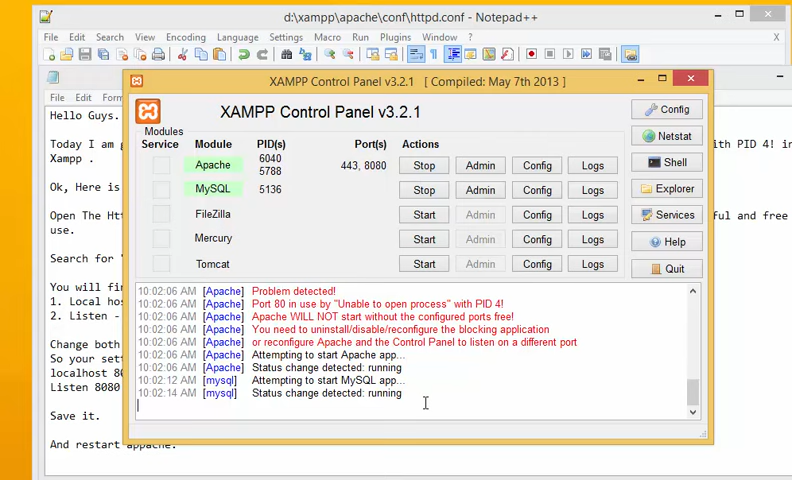 d:\xampp\apache\conf\httpd.conf - Notepad++
File Edit Search View Encoding Language Settings Macro Run Plugins Window ? X
XAMPP Control Panel v3.2.1 [ Compiled: May 7th 2013 ]
File Edit Form
Hello Guys.
Today I am g
ith PID 4! in
Xampp .
Ok, Here is
Open The Htt
ful and free
use.
Search for "
You will fin
1. Local hos
2. Listen -
Change both
So your sett
localhost 80
Listen 8080
Save it.
And restart appache.
XAMPP Control Panel v3.2.1
Modules
Service Module PID(s) Port(s) Actions
Apache 6040 5788 443, 8080 Stop Admin Config Logs
MySQL 5136 Stop Admin Config Logs
FileZilla Start Admin Config Logs
Mercury Start Admin Config Logs
Tomcat Start Admin Config Logs
Config
Netstat
Shell
Explorer
Services
Help
Quit
10:02:06 AM [Apache] Problem detected!
10:02:06 AM [Apache] Port 80 in use by "Unable to open process" with PID 4!
10:02:06 AM [Apache] Apache WILL NOT start without the configured ports free!
10:02:06 AM [Apache] You need to uninstall/disable/reconfigure the blocking application
10:02:06 AM [Apache] or reconfigure Apache and the Control Panel to listen on a different port
10:02:06 AM [Apache] Attempting to start Apache app...
10:02:06 AM [Apache] Status change detected: running
10:02:12 AM [mysql] Attempting to start MySQL app...
10:02:14 AM [mysql] Status change detected: running